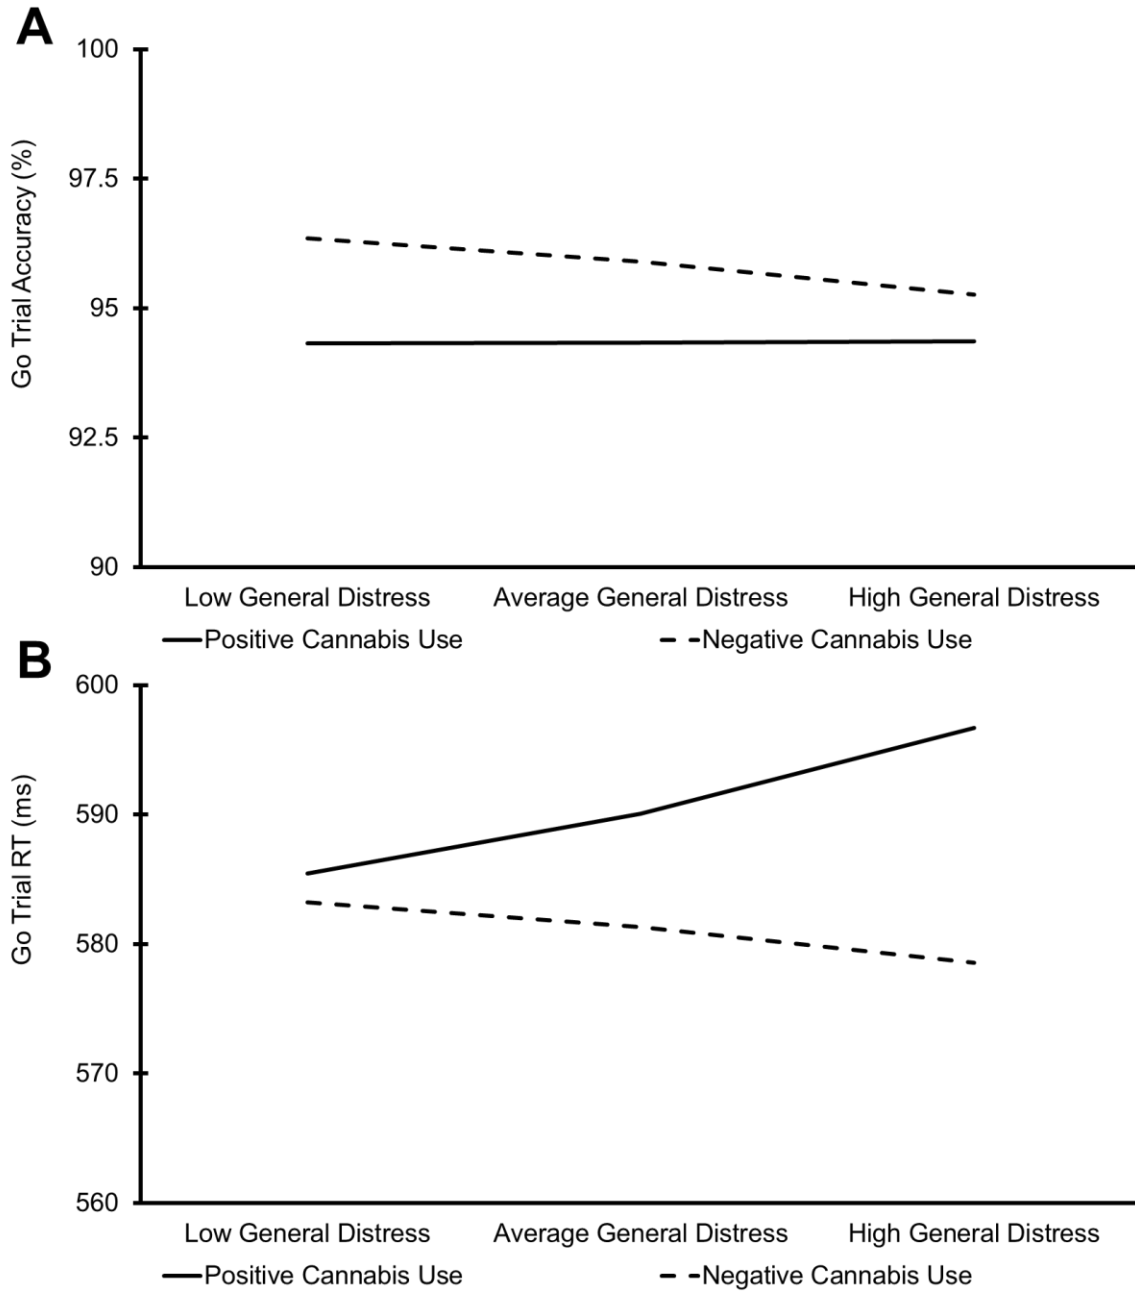 A
100
97.5
95
92.5
90
Go Trial Accuracy (%)
Low General Distress Average General Distress High General Distress
Positive Cannabis Use Negative Cannabis Use
B
600
590
580
570
560
Go Trial RT (ms)
Low General Distress Average General Distress High General Distress
Positive Cannabis Use Negative Cannabis Use